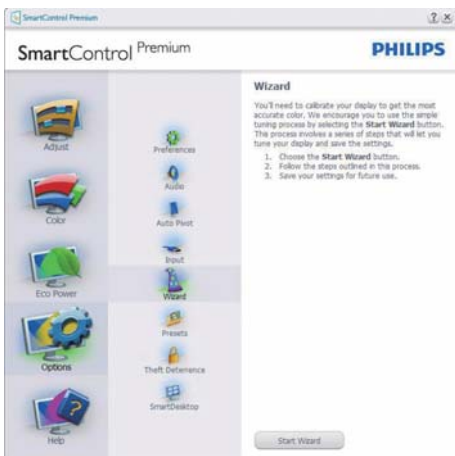 SmartControl Premium
SmartControl Premium
PHILIPS
Adjust
Color
Eco Power
Options
Help
Preferences
Audio
Auto Pivot
Input
Wizard
Presets
Theft Deterrence
SmartDesktop
Wizard
You'll need to calibrate your display to get the most
accurate color. We encourage you to use the simple
tuning process by selecting the Start Wizard button.
This process involves a series of steps that will let you
tune your display and save the settings.
1. Choose the Start Wizard button.
2. Follow the steps outlined in the process.
3. Save your settings for future use.
Start Wizard